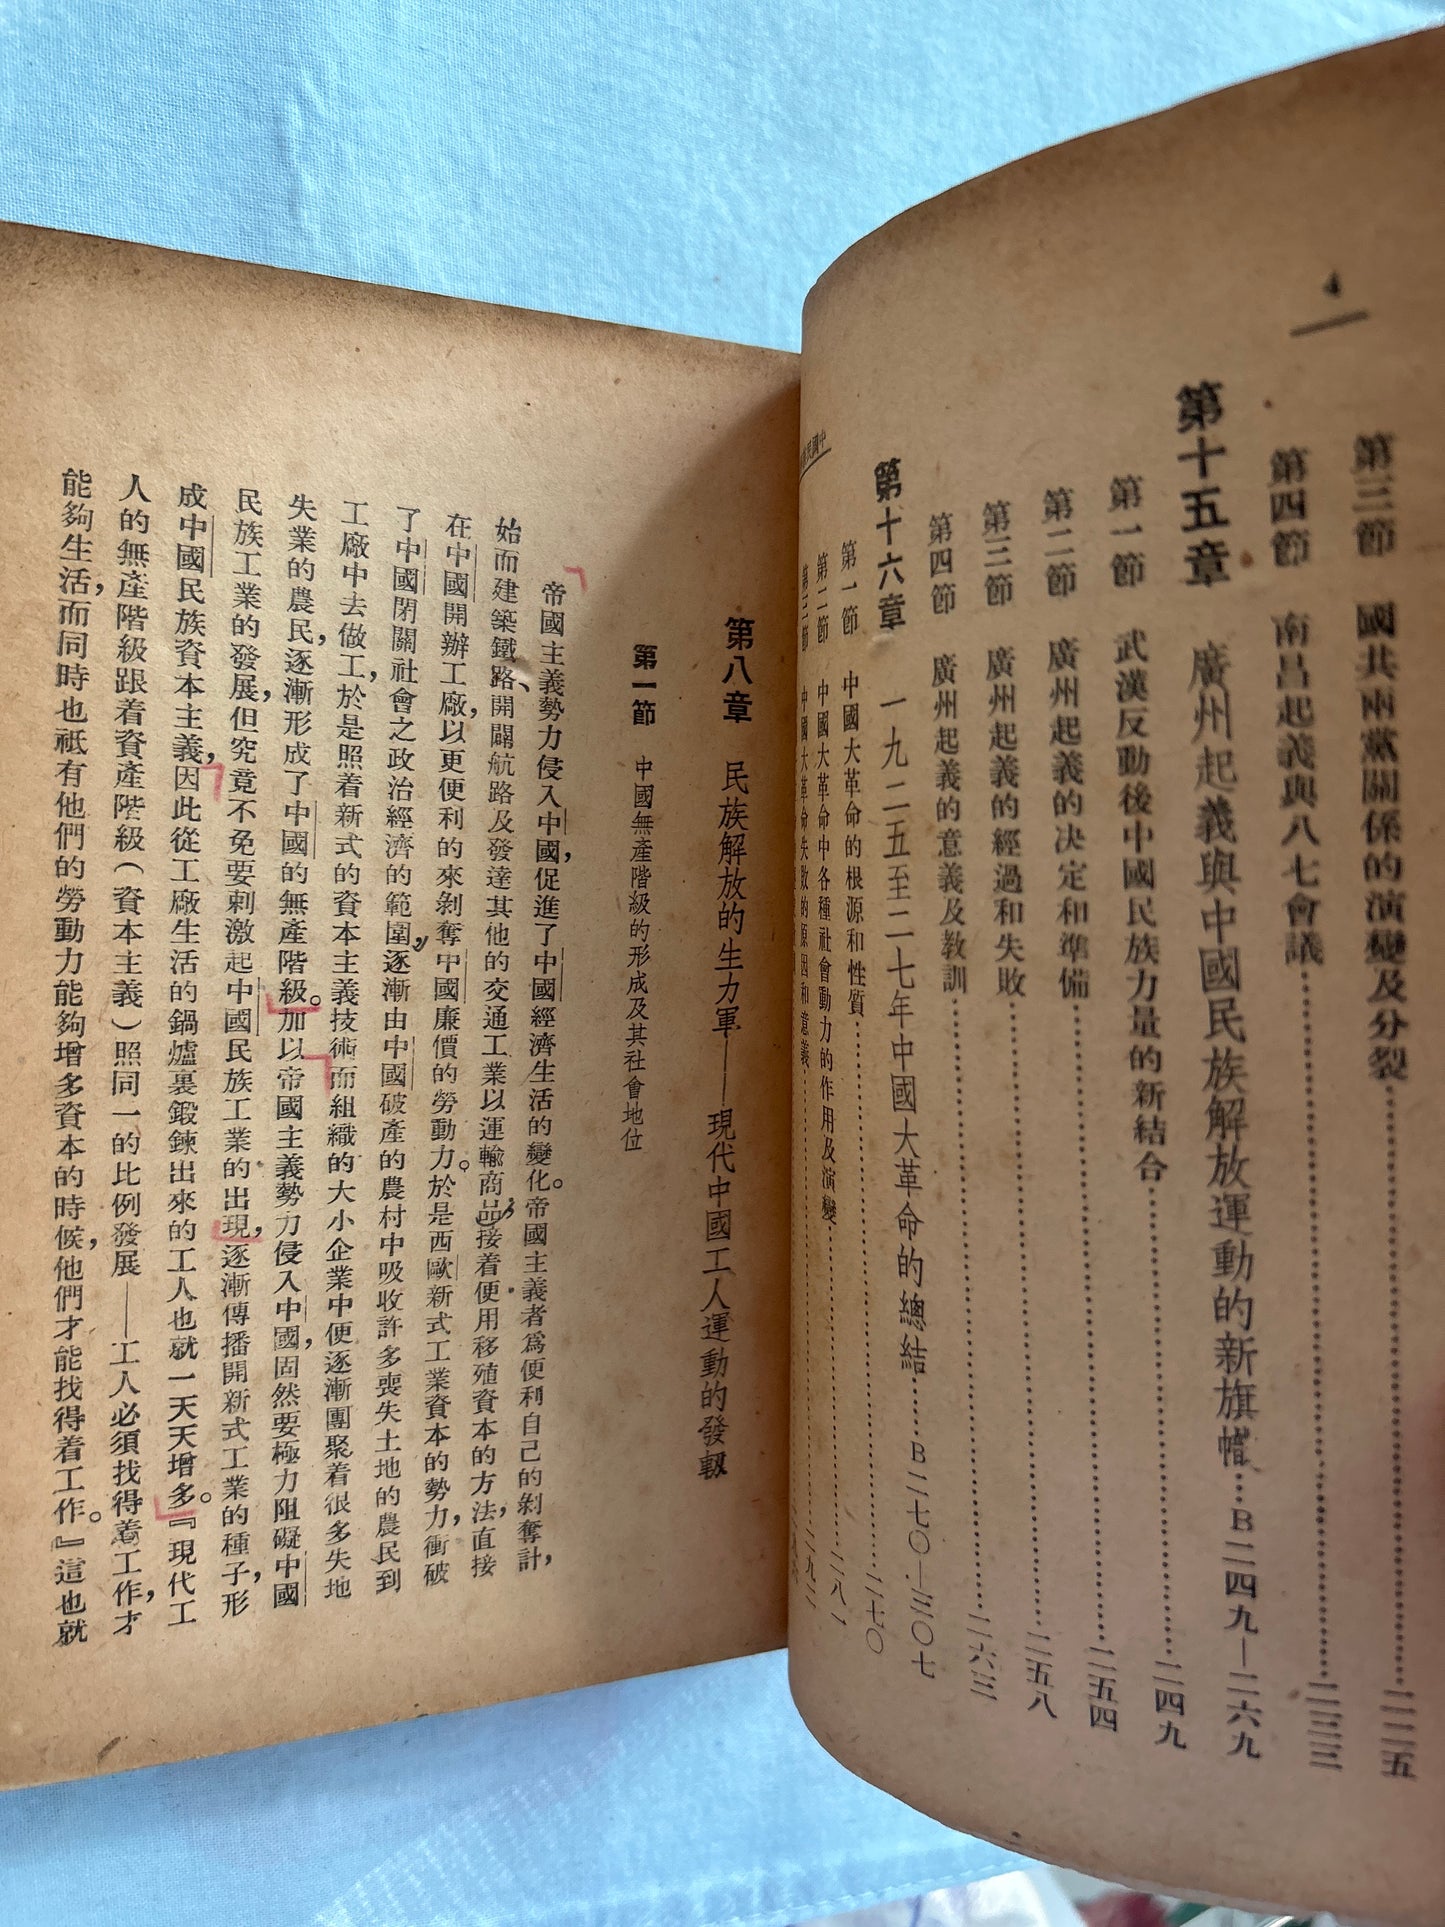 4
第三節 國共兩黨關係的演變及分裂……二二五
第四節 南昌起義與八七會議……二三三
第十五章 廣州起義與中國民族解放運動的新旗幟……B二四九—二六九
第一節 武漢反動後中國民族力量的新結合……二四九
第二節 廣州起義的決定和準備……二五四
第三節 廣州起義的經過和失敗……二五八
第四節 廣州起義的意義及教訓……二六三
第十六章 一九二五至二七年中國大革命的總結……B二七〇—三〇七
第一節 中國大革命的根源和性質……二七〇
第二節 中國大革命中各種社會動力的作用及演變……二八一
第三節 中國大革命失敗的原因和意義……二九二
中國民
第八章 民族解放的生力軍——現代中國工人運動的發軔
第一節 中國無產階級的形成及其社會地位
帝國主義勢力侵入中國，促進了中國經濟生活的變化。帝國主義者爲便利自己的剝奪計，
始而建築鐵路、開闢航路及發達其他的交通工業以運輸商品，接着便用移殖資本的方法，直接
在中國開辦工廠，以更便利的來剝奪中國廉價的勞動力。於是西歐新式工業資本的勢力，衝破
了中國閉關社會之政治經濟的範圍，逐漸由中國破產的農村中吸收許多喪失土地的農民到
工廠中去做工，於是照着新式的資本主義技術而組織的大小企業中便逐漸團聚着很多失地
失業的農民，逐漸形成了中國的無產階級。加以帝國主義勢力侵入中國，固然要極力阻礙中國
民族工業的發展，但究竟不免要刺激起中國民族工業的出現，逐漸傳播開新式工業的種子，形
成中國民族資本主義，因此從工廠生活的鍋爐裏鍛鍊出來的工人也就一天天增多。『現代工
人的無產階級跟着資產階級（資本主義）照同一的比例發展——工人必須找得着工作，才
能夠生活，而同時也祇有他們的勞動力能夠增多資本的時候，他們才能找得着工作。』這也就